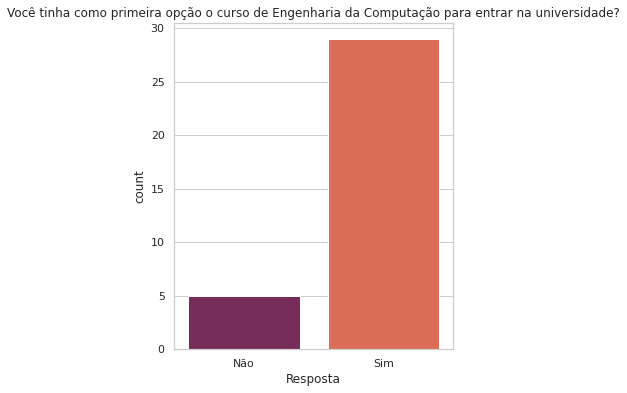 Você tinha como primeira opção o curso de Engenharia da Computação para entrar na universidade?
30
25
20
15
10
5
0
count
Não Sim
Resposta